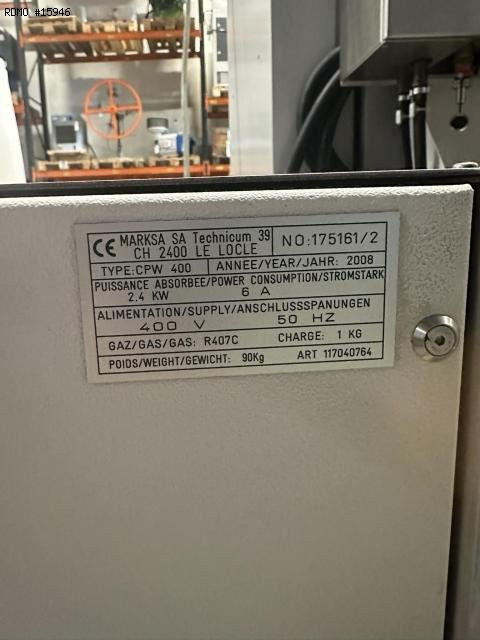 RDMO #15946
CE MARKSA SA Technicum 39
CH 2400 LE LOCLE
NO:175161/2
TYPE:CPW 400
ANNEE/YEAR/JAHR: 2008
PUISSANCE ABSORBEE/POWER CONSUMPTION/STROMSTARK
2.4 KW 6 A
ALIMENTATION/SUPPLY/ANSCHLUSSSPANUNGEN
400 V 50 HZ
GAZ/GAS/GAS: R407C CHARGE: 1 KG
POIDS/WEIGHT/GEWICHT: 90Kg ART 117040764